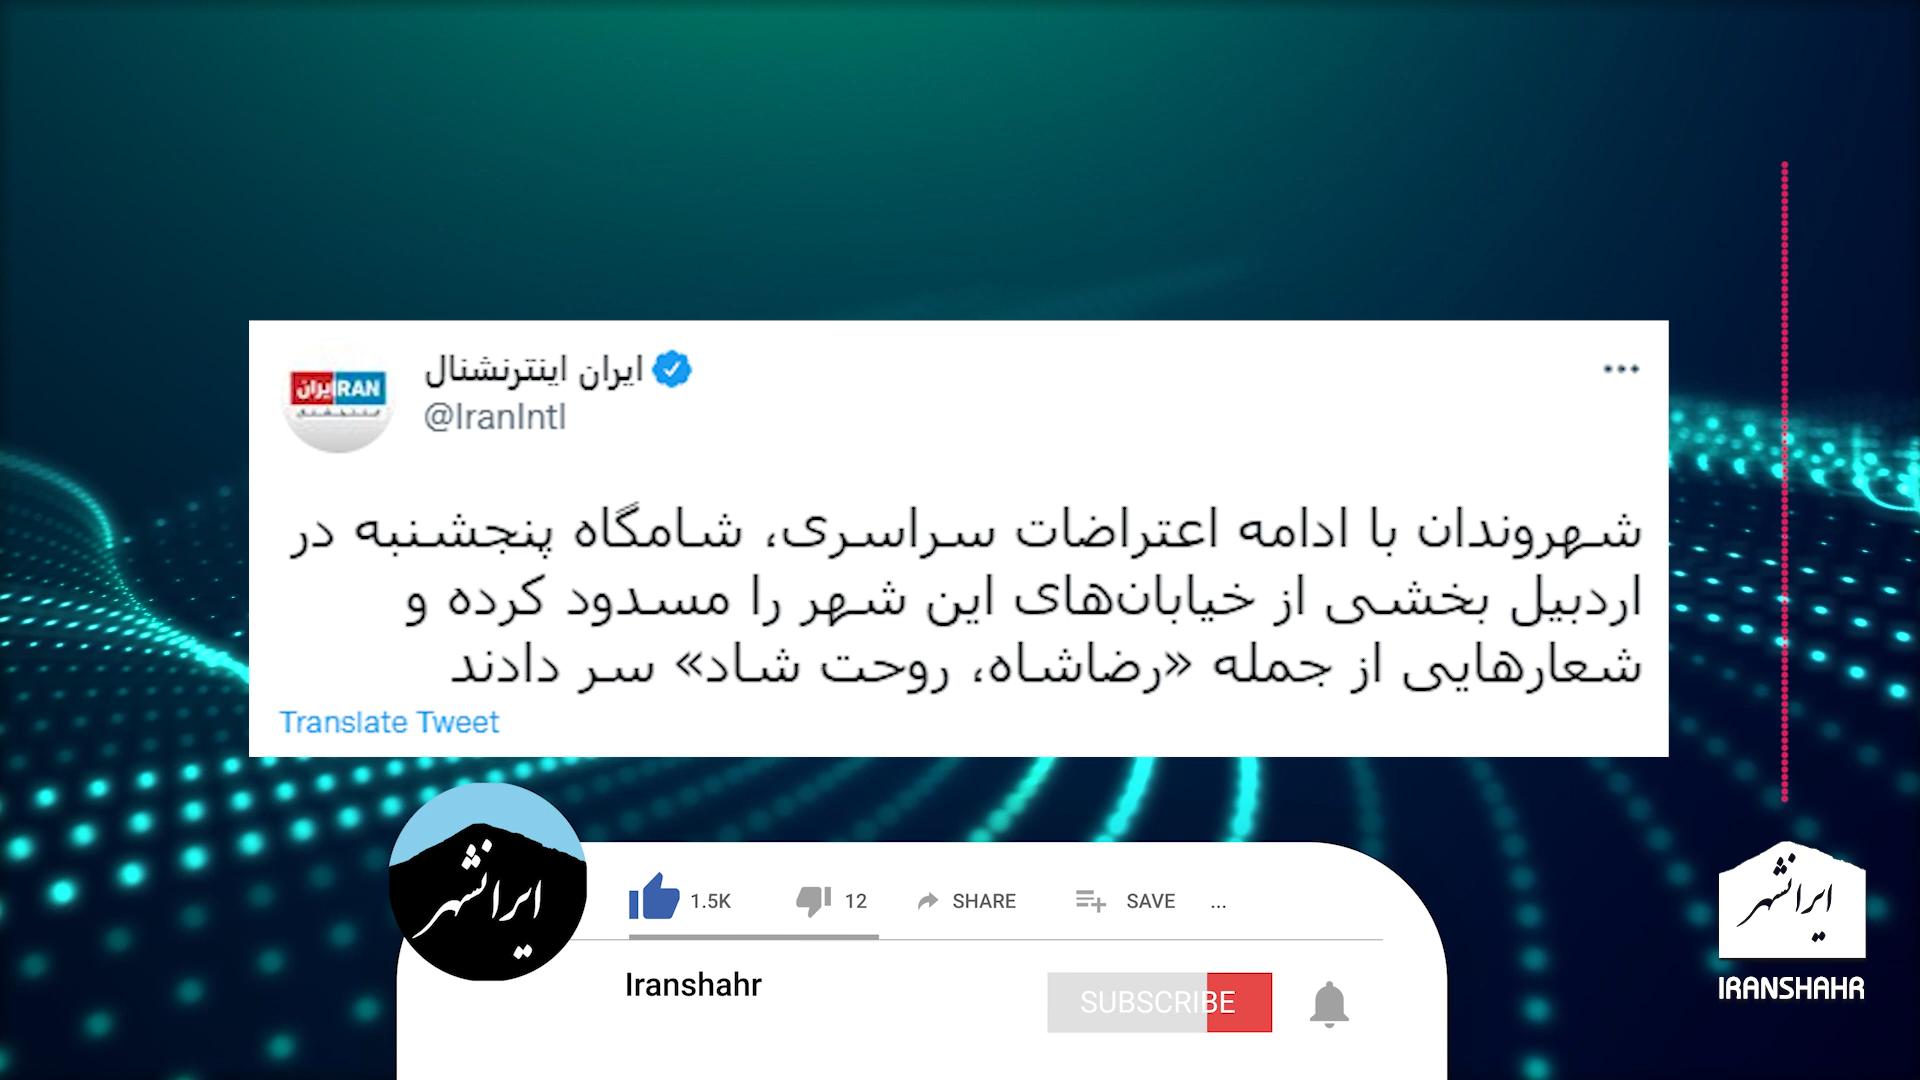 ایران اینترنشنال
@IranIntl
ایران IRAN
شهروندان با ادامه اعتراضات سراسری، شامگاه پنجشنبه در
اردبیل بخشی از خیابان‌های این شهر را مسدود کرده و
شعارهایی از جمله «رضاشاه، روحت شاد» سر دادند
Translate Tweet
ایرانشهر
1.5K 12 SHARE SAVE ...
Iranshahr
SUBSCRIBE
ایرانشهر
IRANSHAHR